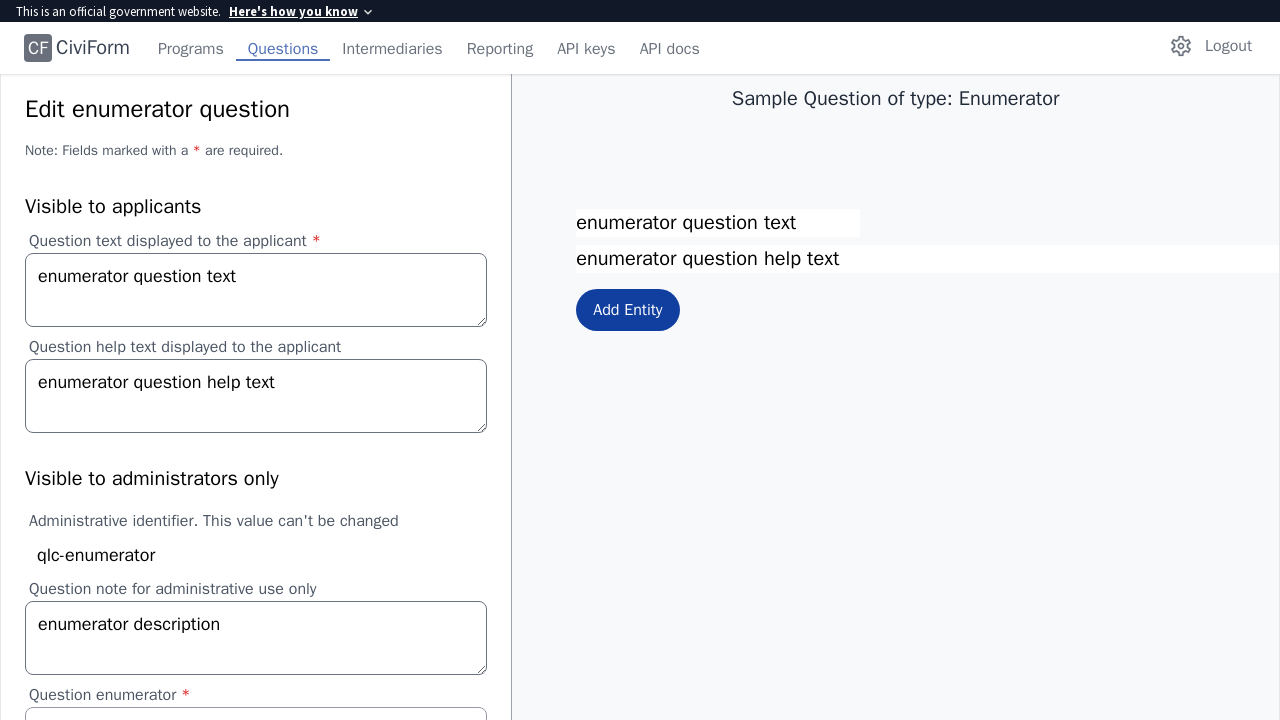 This is an official government website. Here's how you know
CF CiviForm Programs Questions Intermediaries Reporting API keys API docs Logout
Edit enumerator question
Note: Fields marked with a * are required.
Visible to applicants
Question text displayed to the applicant *
enumerator question text
Question help text displayed to the applicant
enumerator question help text
Visible to administrators only
Administrative identifier. This value can't be changed
qlc-enumerator
Question note for administrative use only
enumerator description
Question enumerator *
Sample Question of type: Enumerator
enumerator question text
enumerator question help text
Add Entity